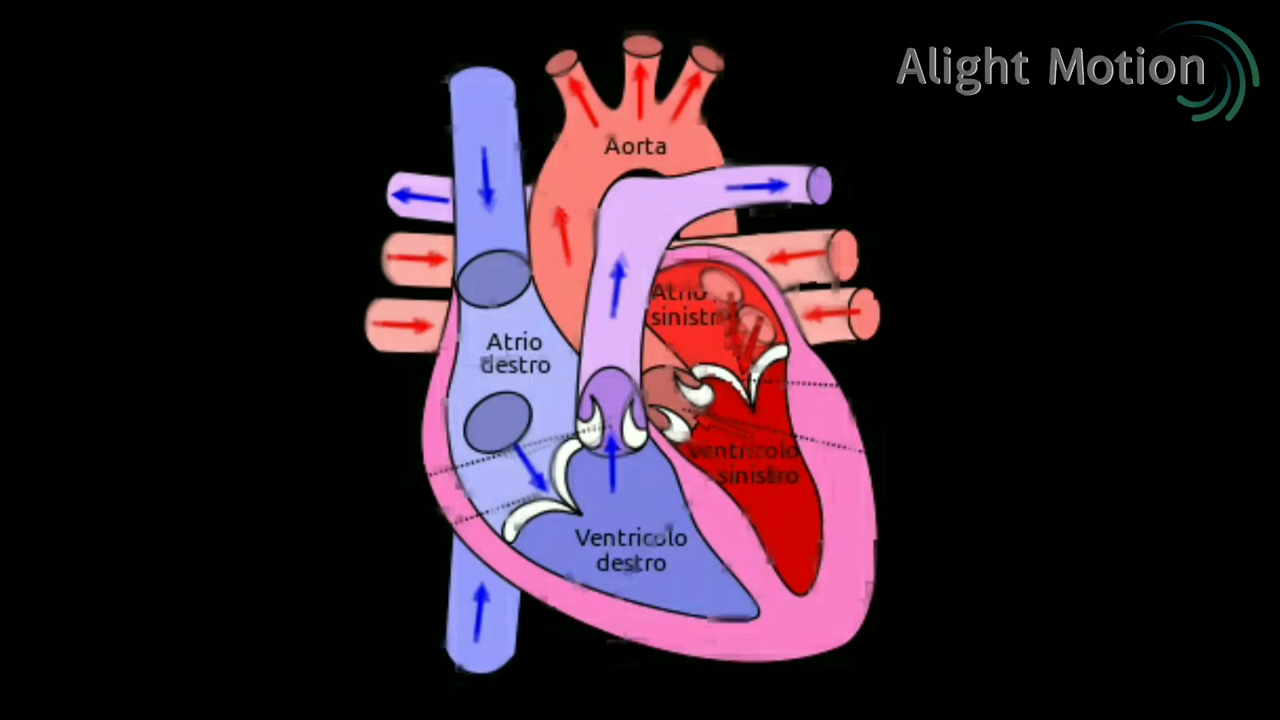 Alight Motion
Aorta
Atrio
sinistro
Atrio
destro
Ventricolo
sinistro
Ventricolo
destro